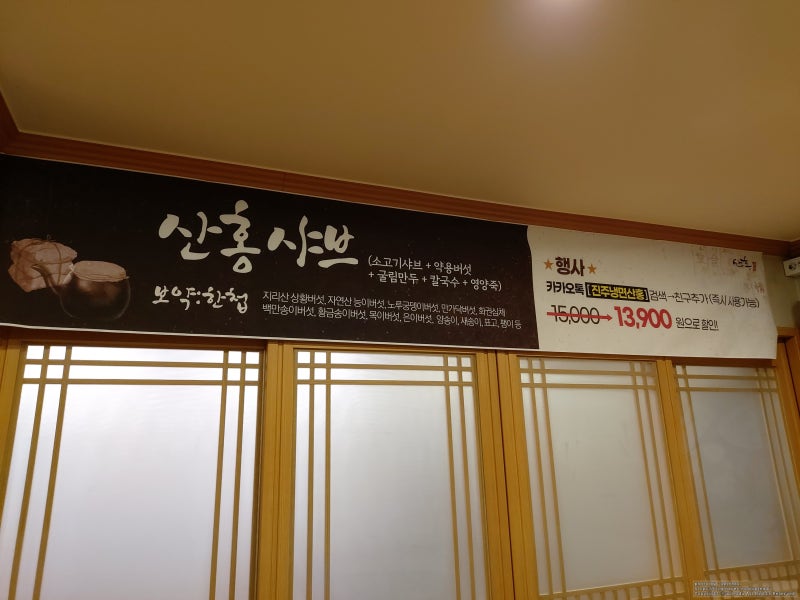 산홍 샤브
(소고기샤브 + 약용버섯
+ 굴림만두 + 칼국수 + 영양죽)
보약한첩
지리산 상황버섯, 자연산 능이버섯, 노루궁뎅이버섯, 만가닥버섯, 화관심제
백만송이버섯, 황금송이버섯, 목이버섯, 은이버섯, 양송이, 새송이, 표고, 팽이 등
★행사★
산홍
카카오톡 [진주냉면산홍] 검색→친구추가 (즉시 사용가능)
15,000→13,900 원으로 할인!